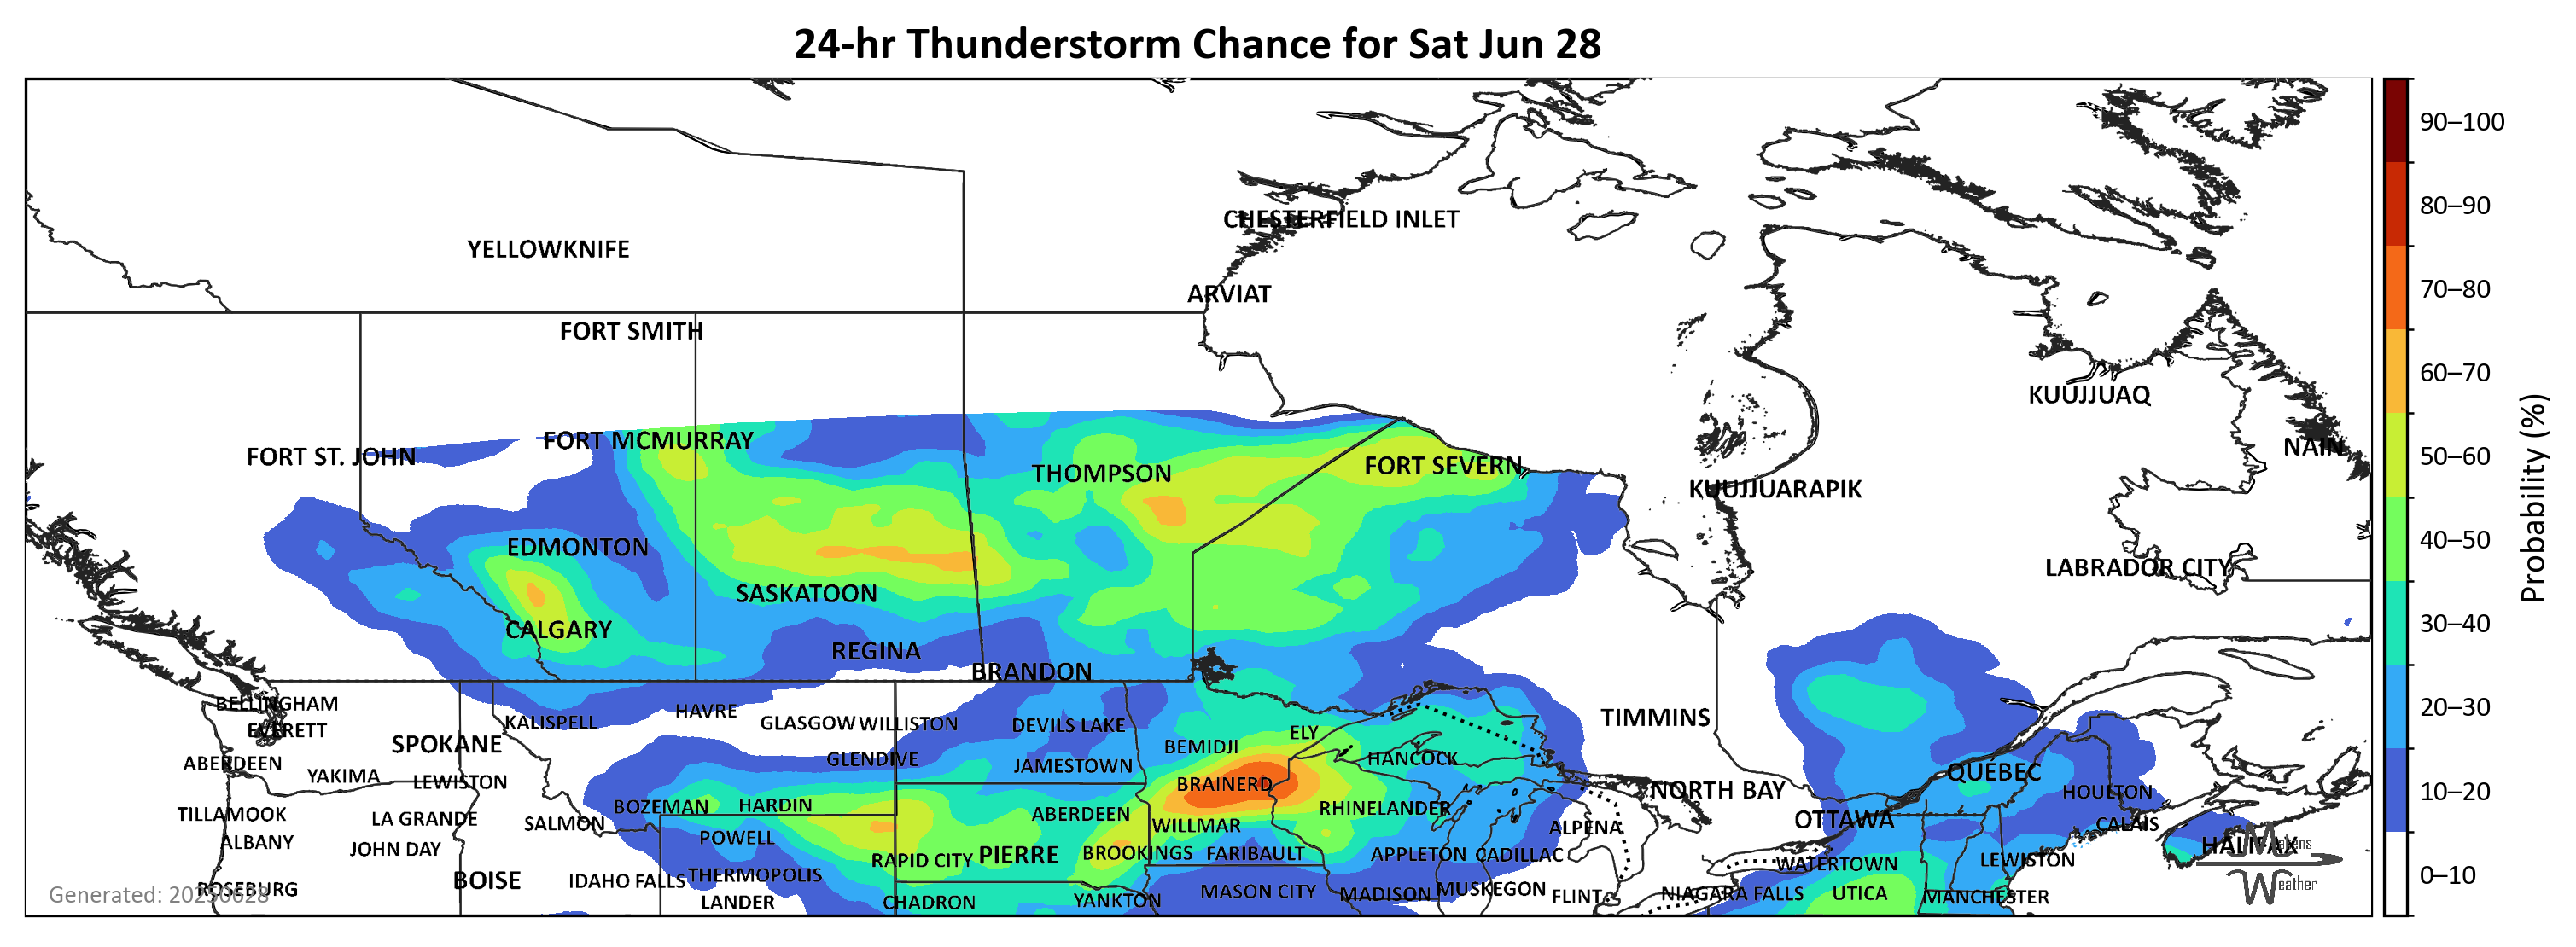 24-hr Thunderstorm Chance for Sat Jun 28
90–100
80–90
70–80
60–70
50–60
40–50
30–40
20–30
10–20
0–10
Probability (%)
CHESTERFIELD INLET
YELLOWKNIFE
ARVIAT
FORT SMITH
KUUJJUAQ
FORT MCMURRAY
NAIN
FORT ST. JOHN
FORT SEVERN
THOMPSON
KUUJJUARAPIK
EDMONTON
LABRADOR CITY
SASKATOON
CALGARY
REGINA
BRANDON
BELLINGHAM
HAVRE
TIMMINS
KALISPELL
GLASGOW
WILLISTON
DEVILS LAKE
EVERETT
ELY
SPOKANE
BEMIDJI
ABERDEEN
GLENDIVE
HANCOCK
JAMESTOWN
QUEBEC
YAKIMA
LEWISTON
BRAINERD
NORTH BAY
HOULTON
BOZEMAN
HARDIN
RHINELANDER
TILLAMOOK
LA GRANDE
SALMON
ABERDEEN
WILLMAR
ALPENA
OTTAWA
CALAIS
ALBANY
JOHN DAY
POWELL
RAPID CITY
PIERRE
BROOKINGS
FARIBAULT
APPLETON
CADILLAC
WATERTOWN
LEWISTON
HALIFAX
Makens
Weather
BOISE
IDAHO FALLS
THERMOPOLIS
ROSEBURG
Generated: 20250628
LANDER
CHADRON
YANKTON
MASON CITY
MADISON
MUSKEGON
FLINT
NIAGARA FALLS
UTICA
MANCHESTER